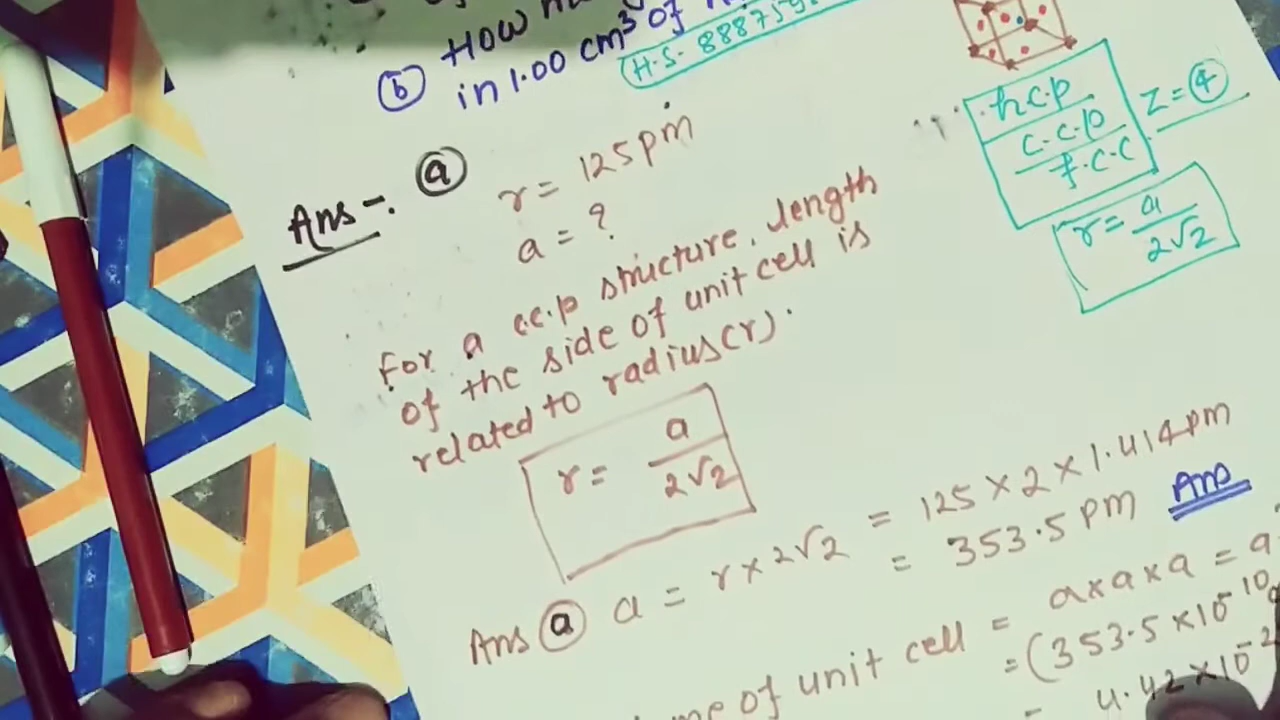 (b) How
in 1.00 cm³ of
H.S. 88875
h.c.p
c.c.p
f.c.c
Z = 4
r = a/2√2
Ans-: (a)
r = 125 pm
a = ?
For a c.c.p structure, length
of the side of unit cell is
related to radius(r).
r = a/2√2
Ans (a) a = r × 2√2 = 125 × 2 × 1.414 pm
= 353.5 pm Ans
of unit cell = a×a×a = a
= (353.5 × 10⁻¹⁰
= 4.42 × 10⁻²